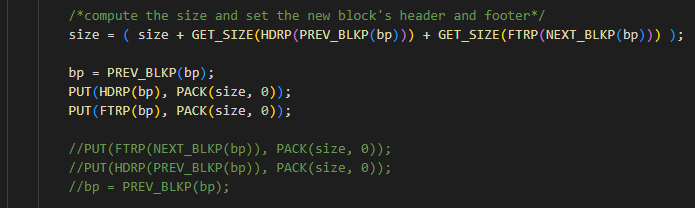 /*compute the size and set the new block's header and footer*/
size = ( size + GET_SIZE(HDRP(PREV_BLKP(bp))) + GET_SIZE(FTRP(NEXT_BLKP(bp))) );
bp = PREV_BLKP(bp);
PUT(HDRP(bp), PACK(size, 0));
PUT(FTRP(bp), PACK(size, 0));
//PUT(FTRP(NEXT_BLKP(bp)), PACK(size, 0));
//PUT(HDRP(PREV_BLKP(bp)), PACK(size, 0));
//bp = PREV_BLKP(bp);